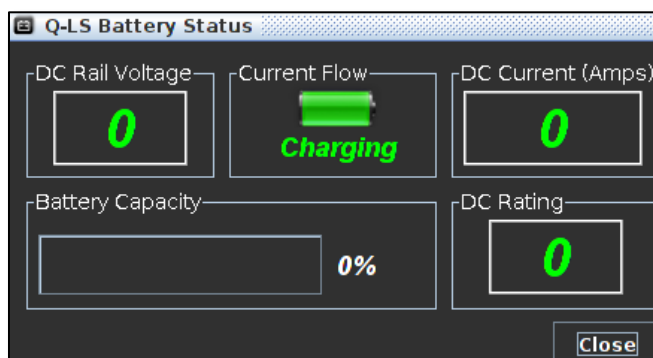 Q-LS Battery Status
DC Rail Voltage
0
Current Flow
Charging
DC Current (Amps)
0
Battery Capacity
0%
DC Rating
0
Close